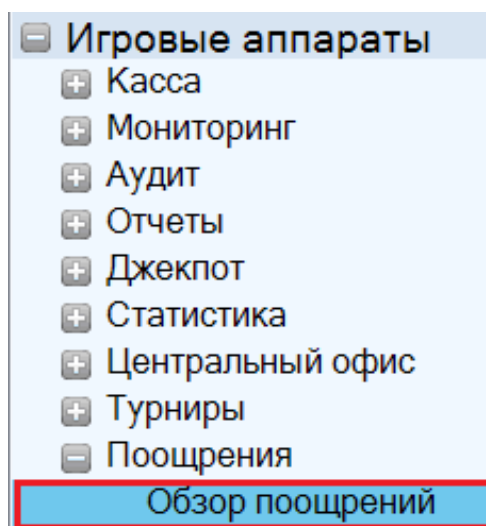 Игровые аппараты
Касса
Мониторинг
Аудит
Отчеты
Джекпот
Статистика
Центральный офис
Турниры
Поощрения
Обзор поощрений